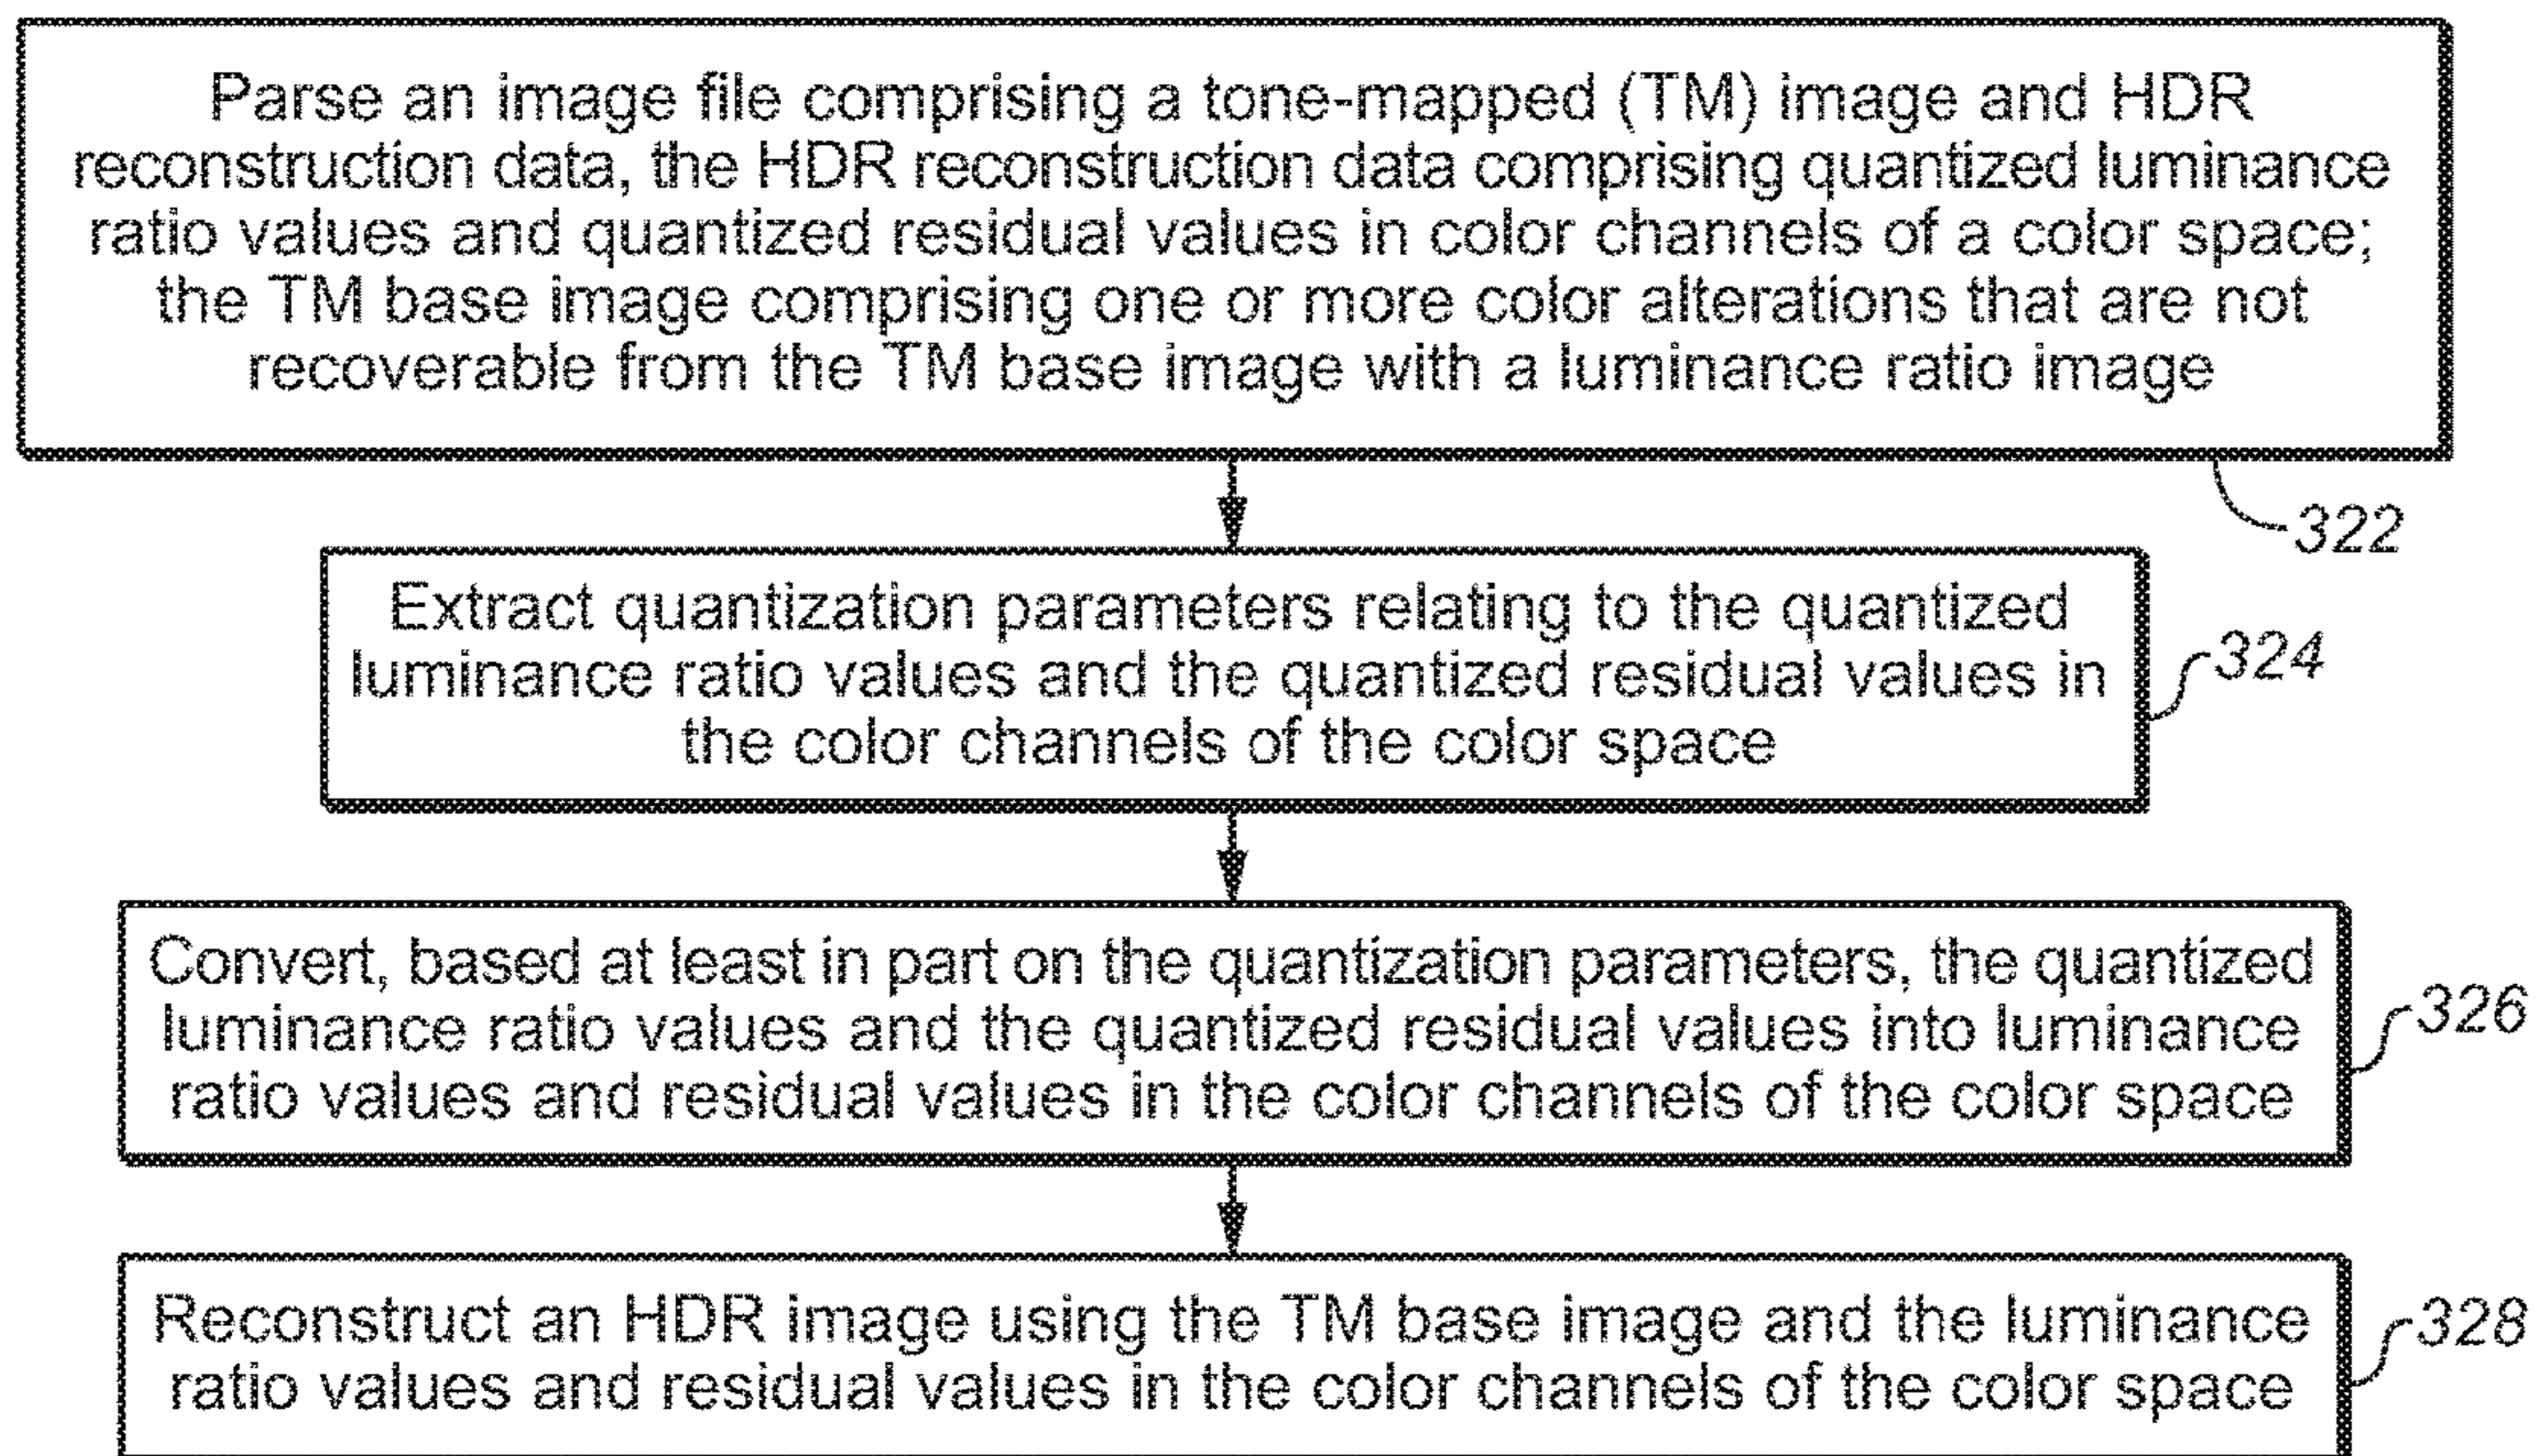 Parse an image file comprising a tone-mapped (TM) image and HDR
reconstruction data, the HDR reconstruction data comprising quantized luminance
ratio values and quantized residual values in color channels of a color space;
the TM base image comprising one or more color alterations that are not
recoverable from the TM base image with a luminance ratio image
322
Extract quantization parameters relating to the quantized
luminance ratio values and the quantized residual values in
the color channels of the color space
324
Convert, based at least in part on the quantization parameters, the quantized
luminance ratio values and the quantized residual values into luminance
ratio values and residual values in the color channels of the color space
326
Reconstruct an HDR image using the TM base image and the luminance
ratio values and residual values in the color channels of the color space
328